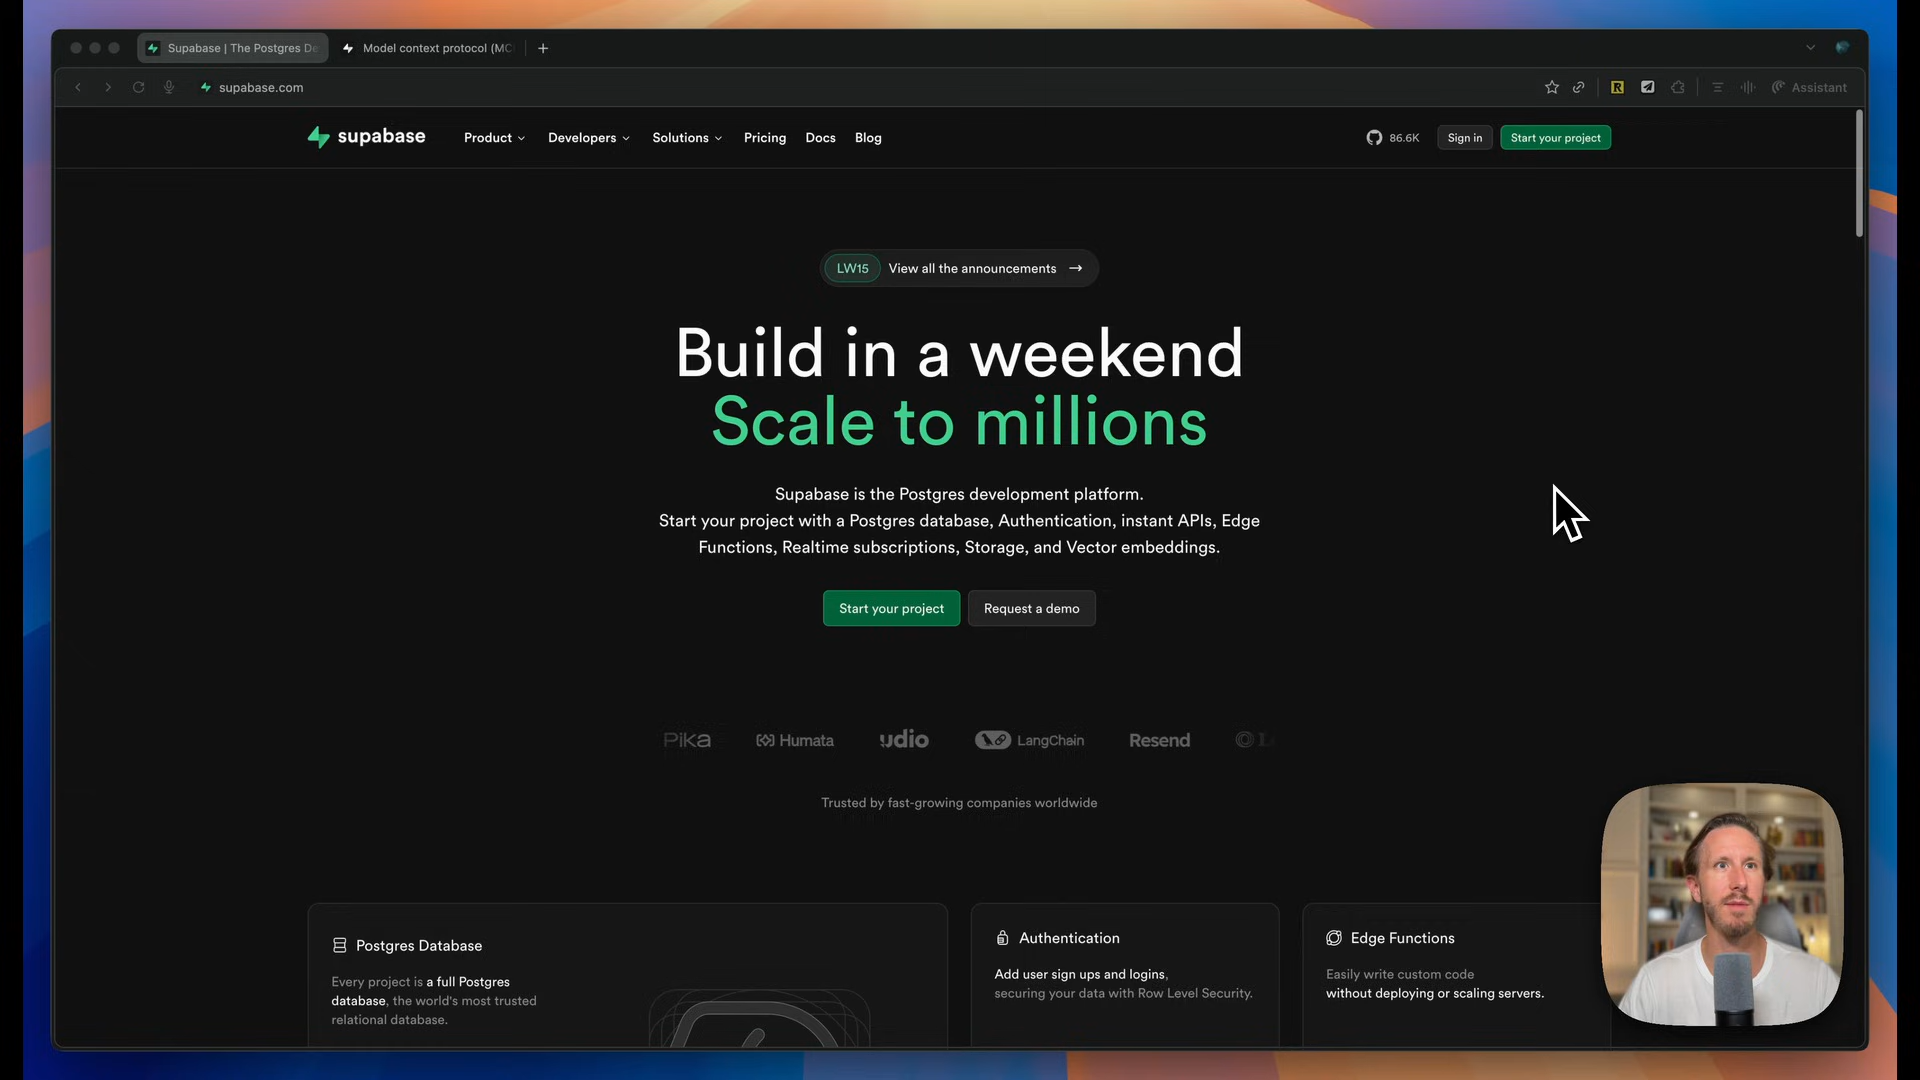 Supabase | The Postgres De
Model context protocol (MC
supabase.com
Assistant
supabase
Product
Developers
Solutions
Pricing
Docs
Blog
86.6K
Sign in
Start your project
LW15
View all the announcements
Build in a weekend
Scale to millions
Supabase is the Postgres development platform.
Start your project with a Postgres database, Authentication, instant APIs, Edge
Functions, Realtime subscriptions, Storage, and Vector embeddings.
Start your project
Request a demo
Pika
Humata
udio
LangChain
Resend
Trusted by fast-growing companies worldwide
Postgres Database
Every project is a full Postgres
database, the world's most trusted
relational database.
Authentication
Add user sign ups and logins,
securing your data with Row Level Security.
Edge Functions
Easily write custom code
without deploying or scaling servers.